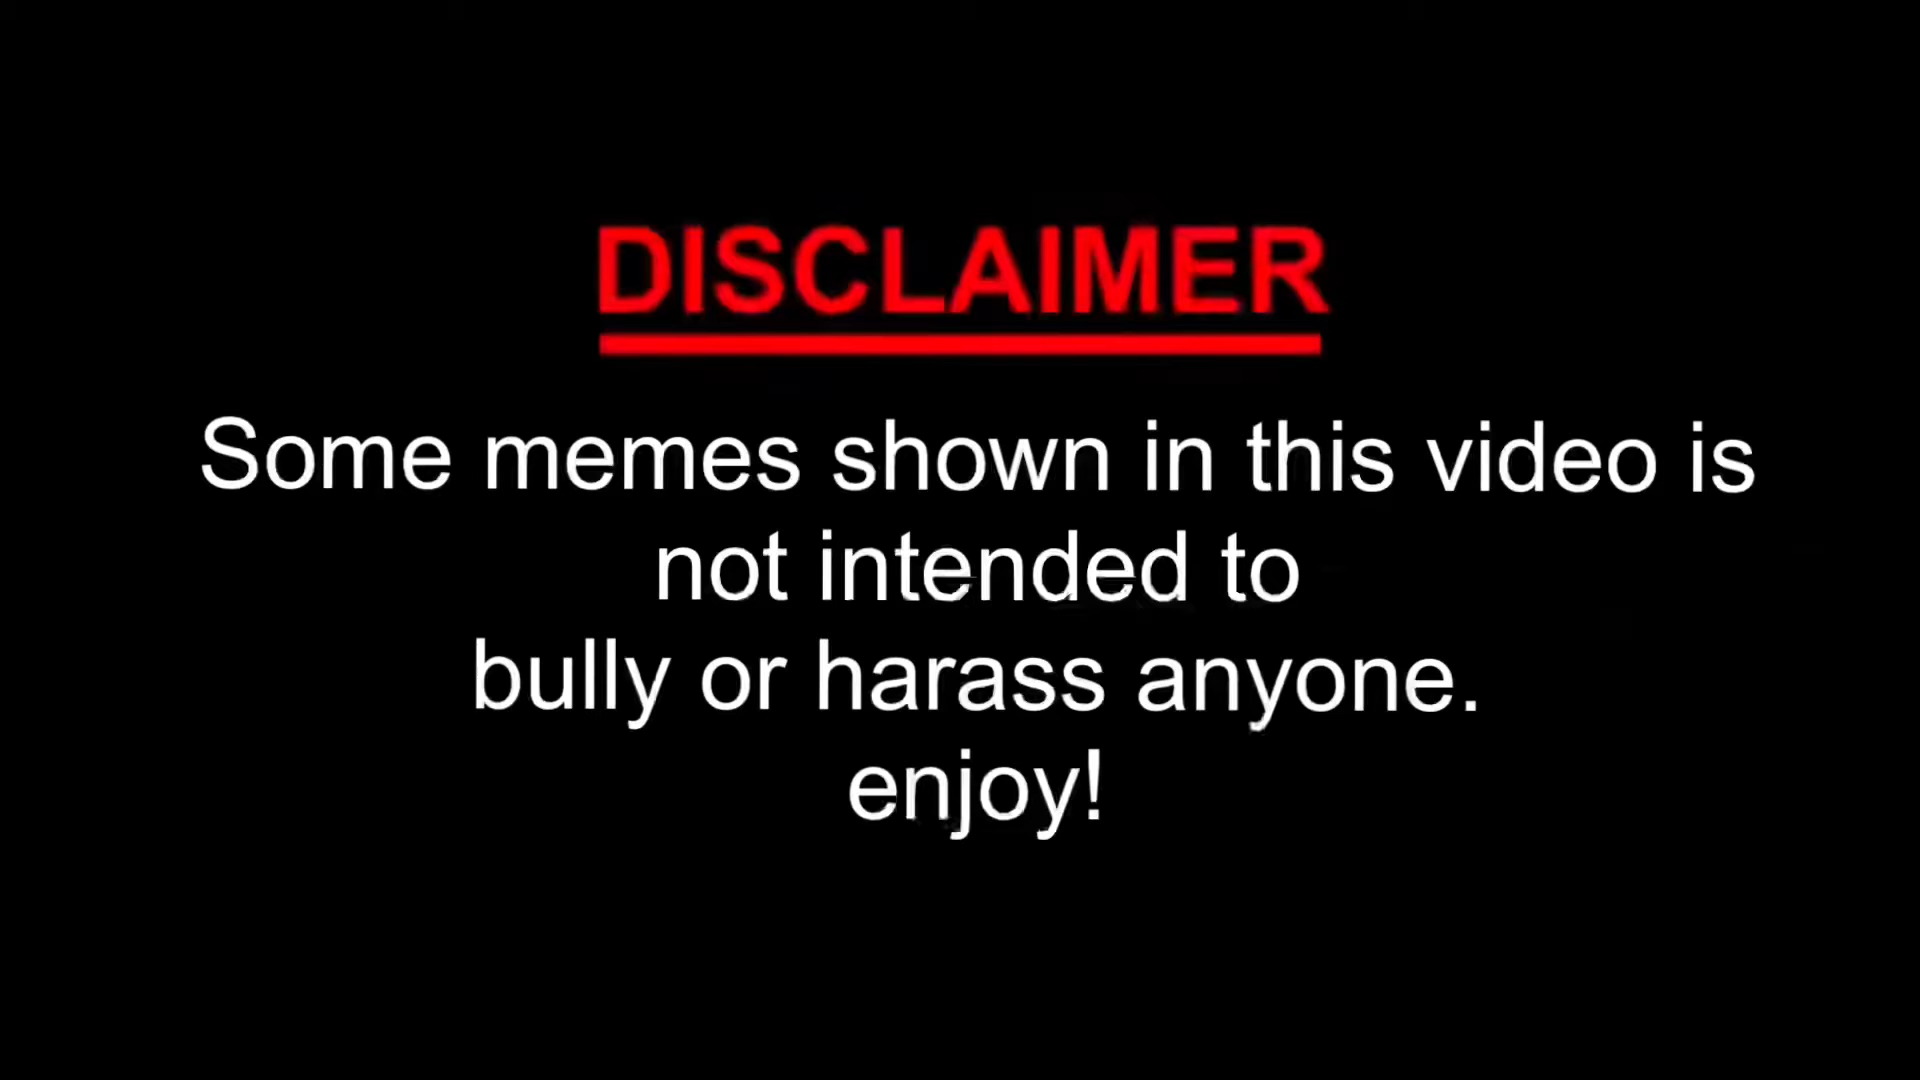 DISCLAIMER
Some memes shown in this video is
not intended to
bully or harass anyone.
enjoy!